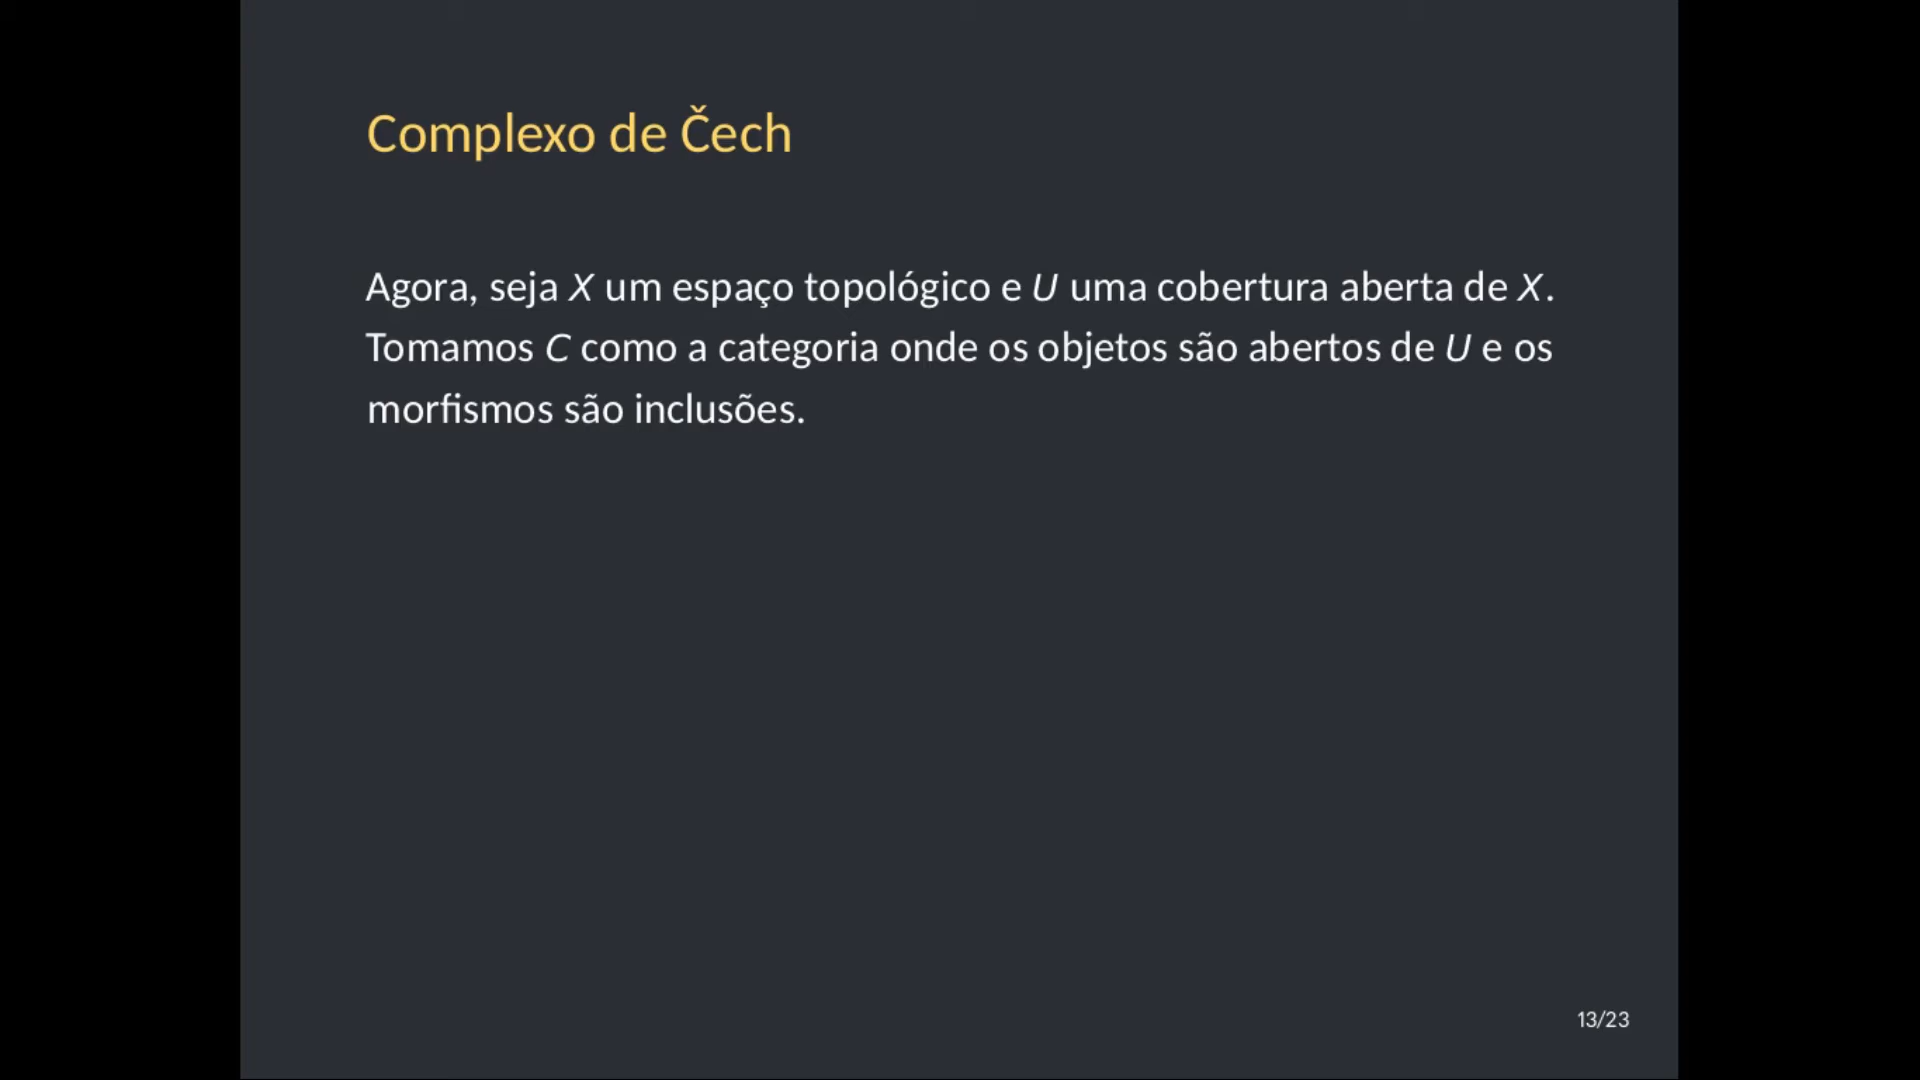 Complexo de Čech
Agora, seja X um espaço topológico e U uma cobertura aberta de X.
Tomamos C como a categoria onde os objetos são abertos de U e os
morfismos são inclusões.
13/23